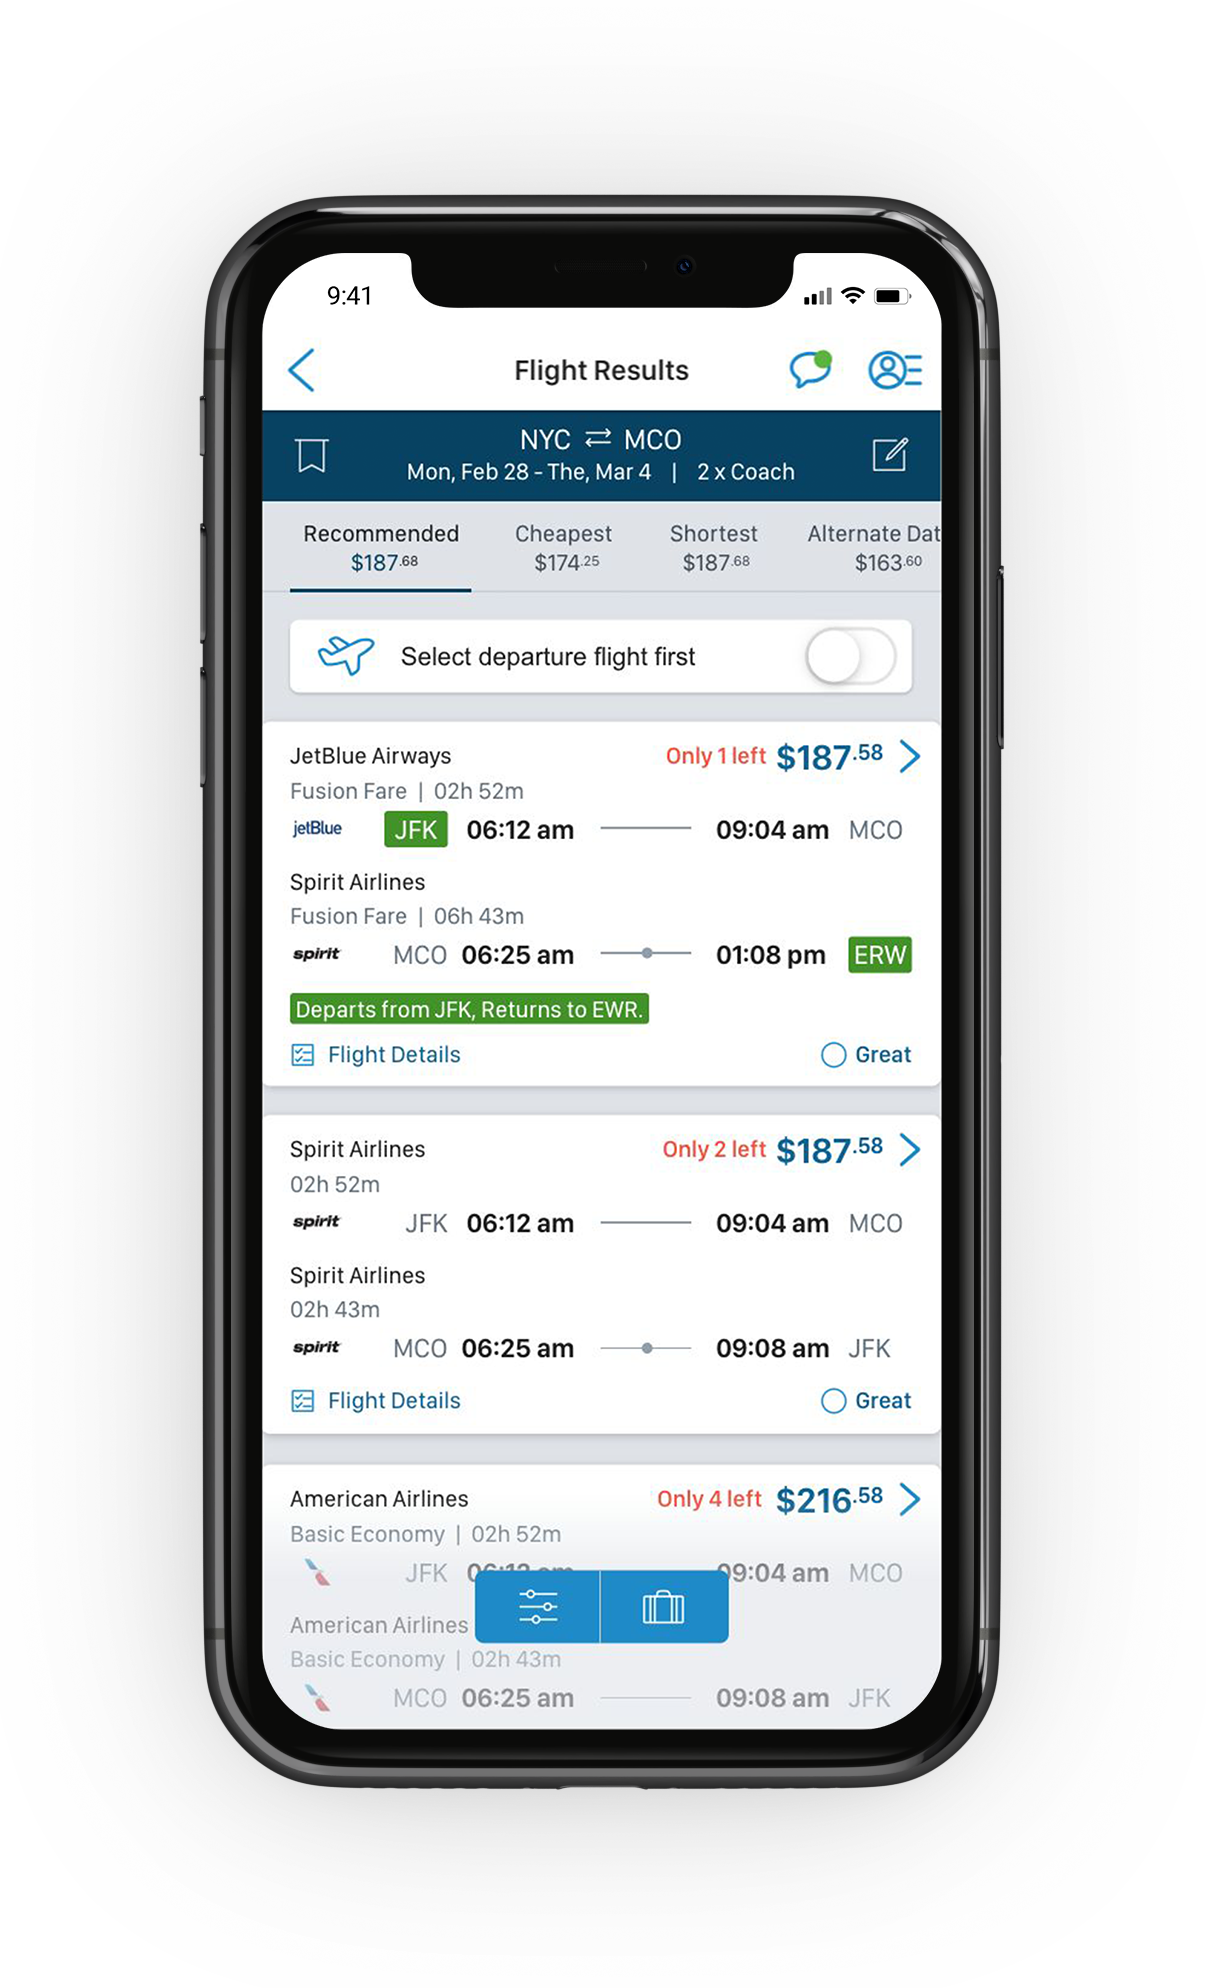 9:41
Flight Results
NYC ⇄ MCO
Mon, Feb 28 - The, Mar 4 | 2 x Coach
Recommended Cheapest Shortest Alternate Dat
$187.68 $174.25 $187.68 $163.60
Select departure flight first
JetBlue Airways Only 1 left $187.58
Fusion Fare | 02h 52m
jetBlue JFK 06:12 am 09:04 am MCO
Spirit Airlines
Fusion Fare | 06h 43m
spirit MCO 06:25 am 01:08 pm ERW
Departs from JFK, Returns to EWR.
Flight Details Great
Spirit Airlines Only 2 left $187.58
02h 52m
spirit JFK 06:12 am 09:04 am MCO
Spirit Airlines
02h 43m
spirit MCO 06:25 am 09:08 am JFK
Flight Details Great
American Airlines Only 4 left $216.58
Basic Economy | 02h 52m
JFK 06:12 am 09:04 am MCO
American Airlines
Basic Economy | 02h 43m
MCO 06:25 am 09:08 am JFK